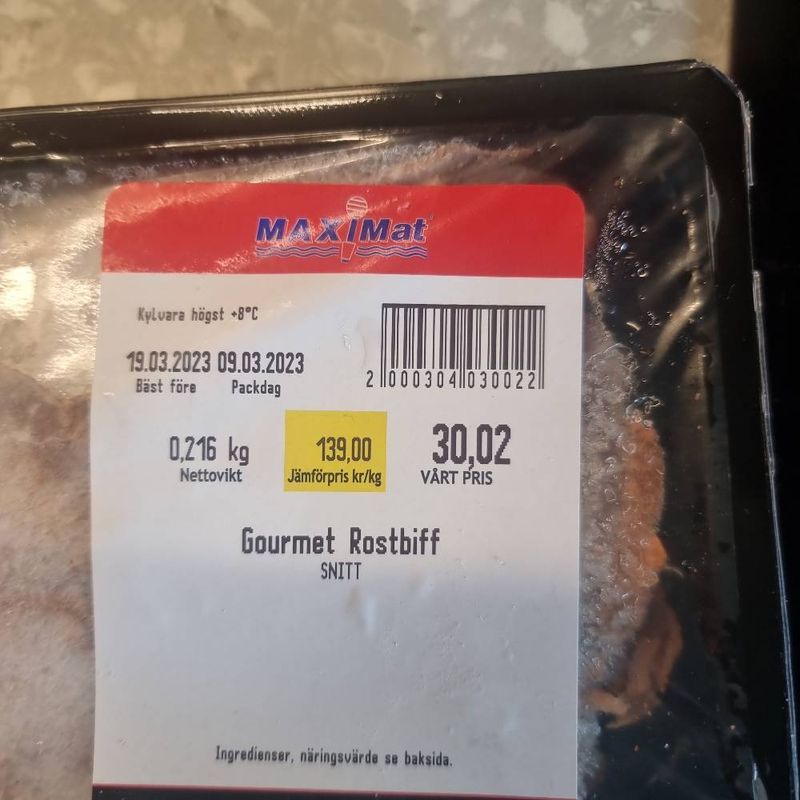 MAXIMat
Kylvara högst +8°C
19.03.2023 09.03.2023
Bäst före Packdag
2 000304 030022
0,216 kg 139,00 30,02
Nettovikt Jämförpris kr/kg VÅRT PRIS
Gourmet Rostbiff
SNITT
Ingredienser, näringsvärde se baksida.